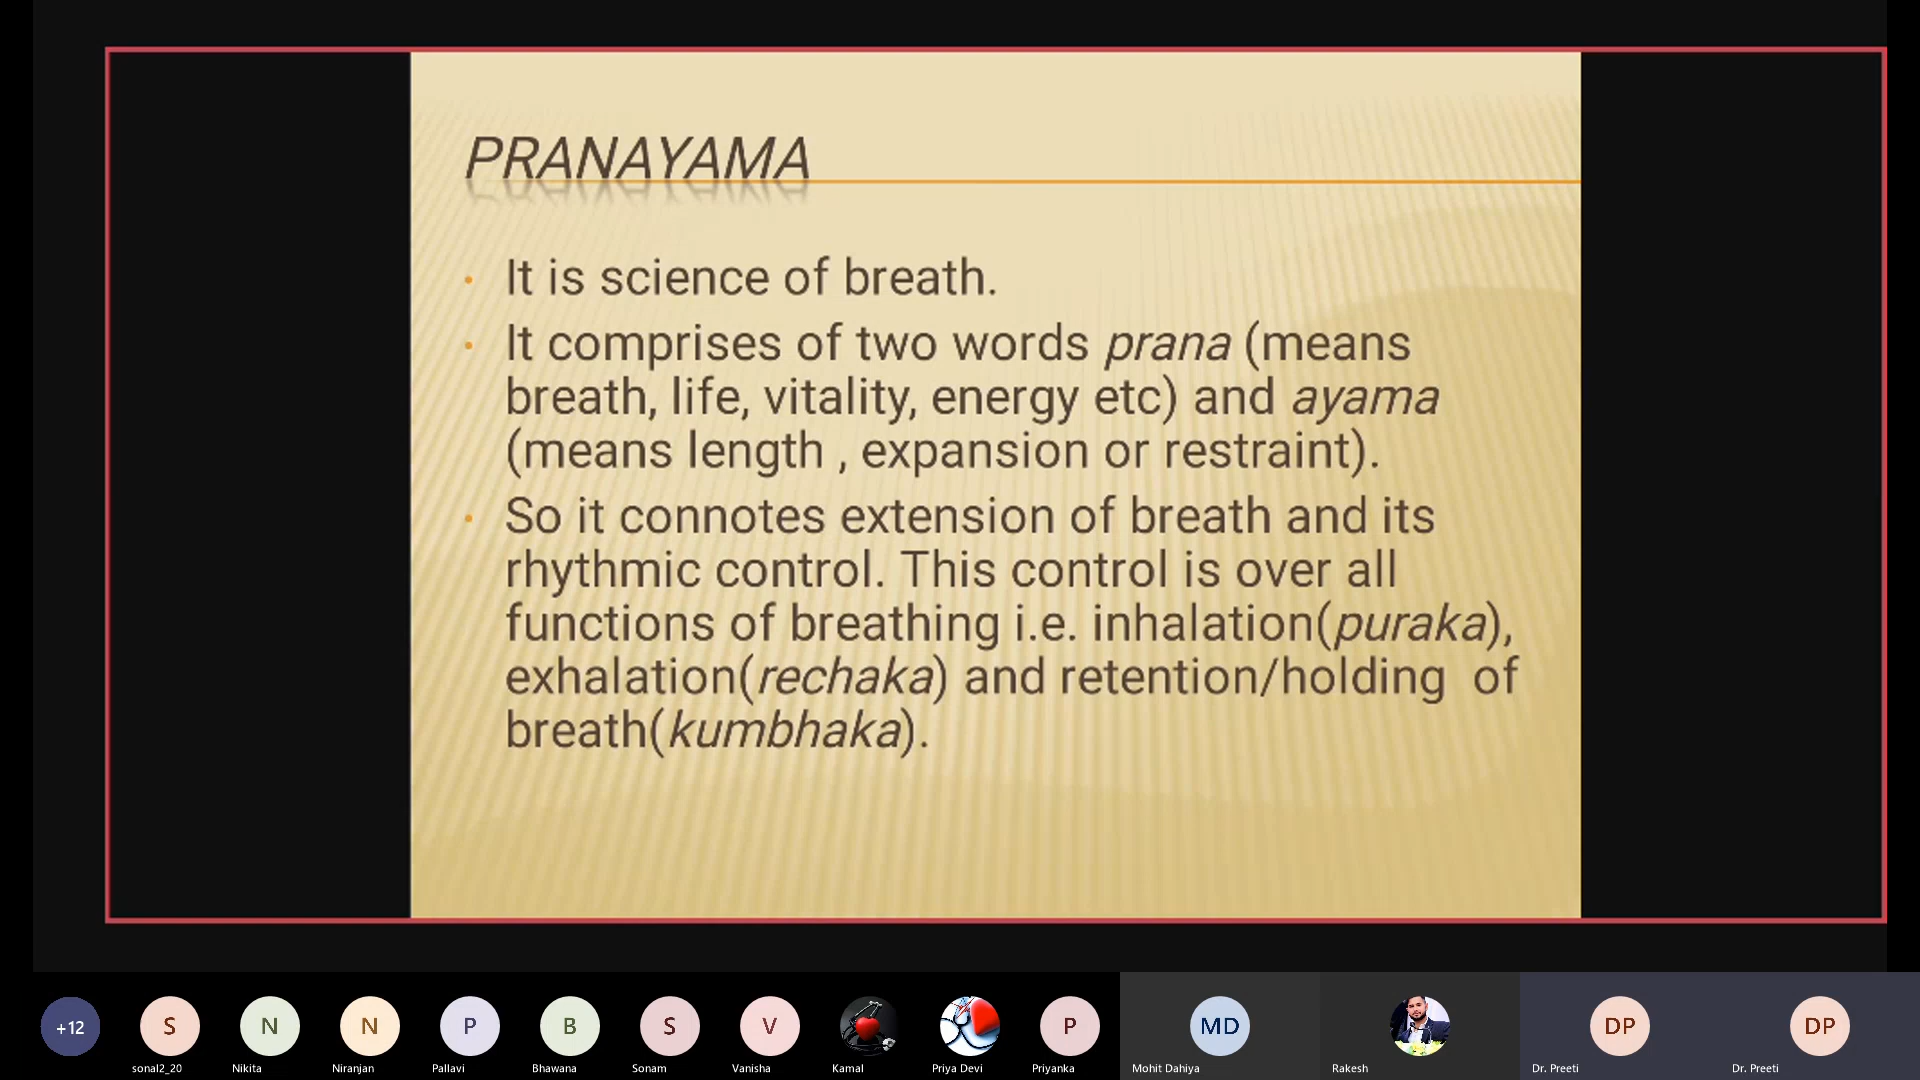 PRANAYAMA
• It is science of breath.
• It comprises of two words prana (means
breath, life, vitality, energy etc) and ayama
(means length , expansion or restraint).
• So it connotes extension of breath and its
rhythmic control. This control is over all
functions of breathing i.e. inhalation(puraka),
exhalation(rechaka) and retention/holding  of
breath(kumbhaka).
+12 S N N P B S V P MD DP DP
sonal2_20 Nikita Niranjan Pallavi Bhawana Sonam Vanisha Kamal Priya Devi Priyanka Mohit Dahiya Rakesh Dr. Preeti Dr. Preeti